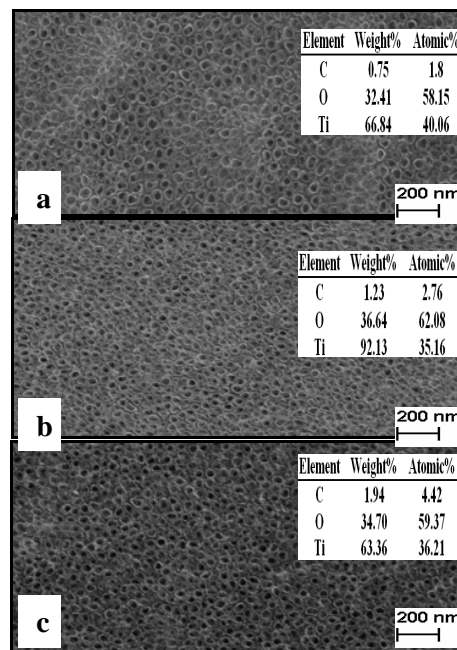 Element Weight% Atomic%
C 0.75 1.8
O 32.41 58.15
Ti 66.84 40.06
a
200 nm
Element Weight% Atomic%
C 1.23 2.76
O 36.64 62.08
Ti 92.13 35.16
b
200 nm
Element Weight% Atomic%
C 1.94 4.42
O 34.70 59.37
Ti 63.36 36.21
c
200 nm